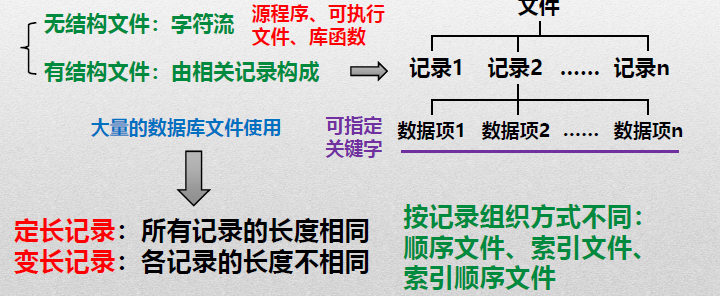 无结构文件：字符流
源程序、可执行
文件、库函数
有结构文件：由相关记录构成
文件
记录1 记录2 …… 记录n
大量的数据库文件使用
可指定
关键字
数据项1 数据项2 …… 数据项n
定长记录：所有记录的长度相同
变长记录：各记录的长度不相同
按记录组织方式不同：
顺序文件、索引文件、
索引顺序文件